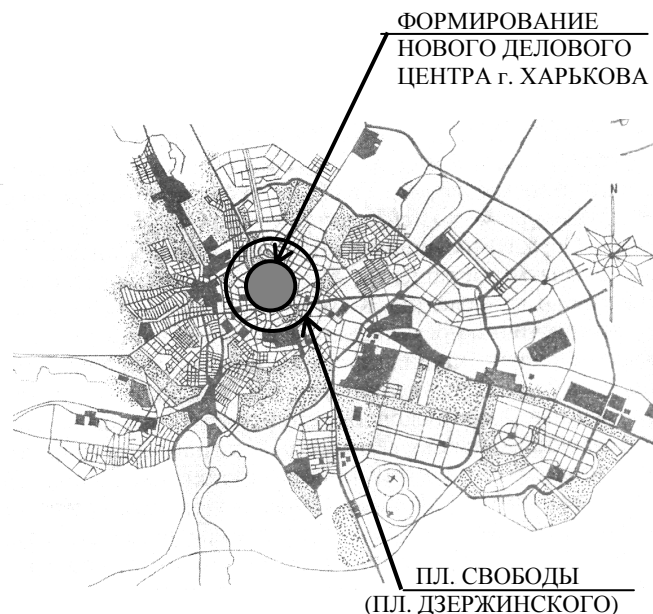 ФОРМИРОВАНИЕ
НОВОГО ДЕЛОВОГО
ЦЕНТРА г. ХАРЬКОВА
N
ПЛ. СВОБОДЫ
(ПЛ. ДЗЕРЖИНСКОГО)